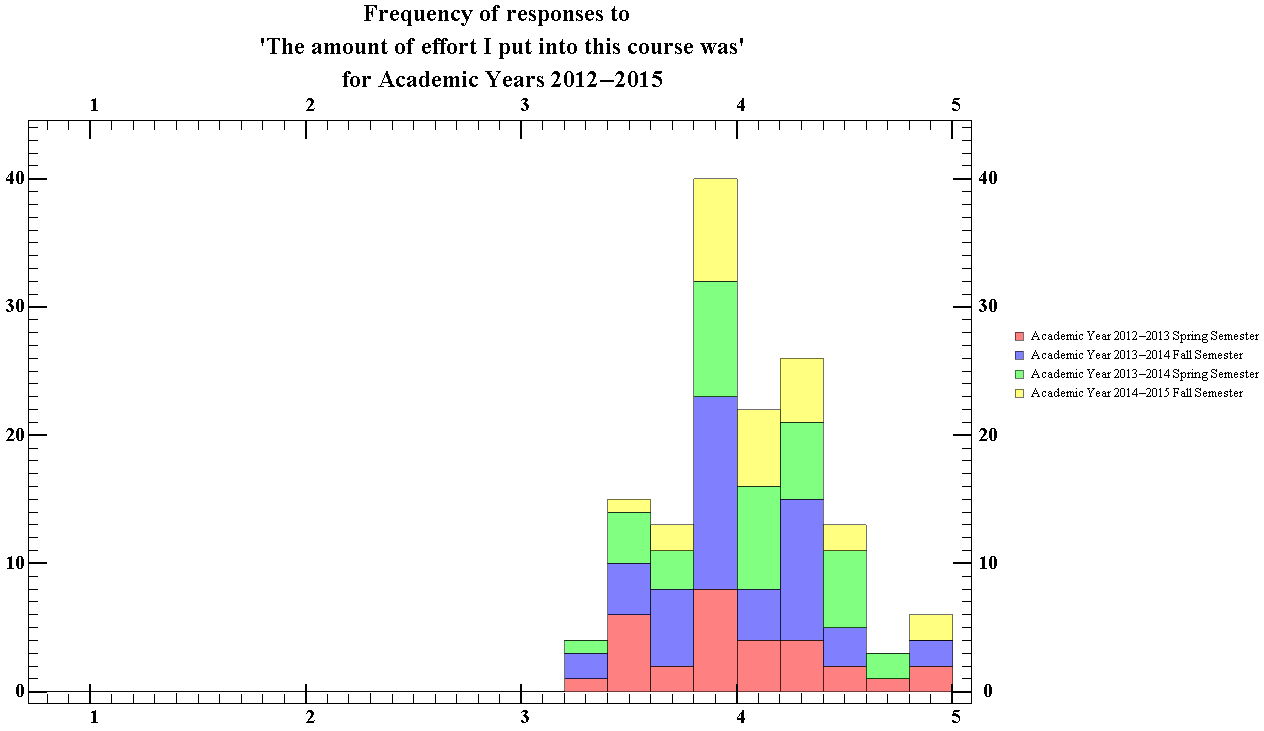 Frequency of responses to
'The amount of effort I put into this course was'
for Academic Years 2012–2015
1 2 3 4 5
40 40
30 30
20 20
10 10
0 0
1 2 3 4 5
Academic Year 2012–2013 Spring Semester
Academic Year 2013–2014 Fall Semester
Academic Year 2013–2014 Spring Semester
Academic Year 2014–2015 Fall Semester